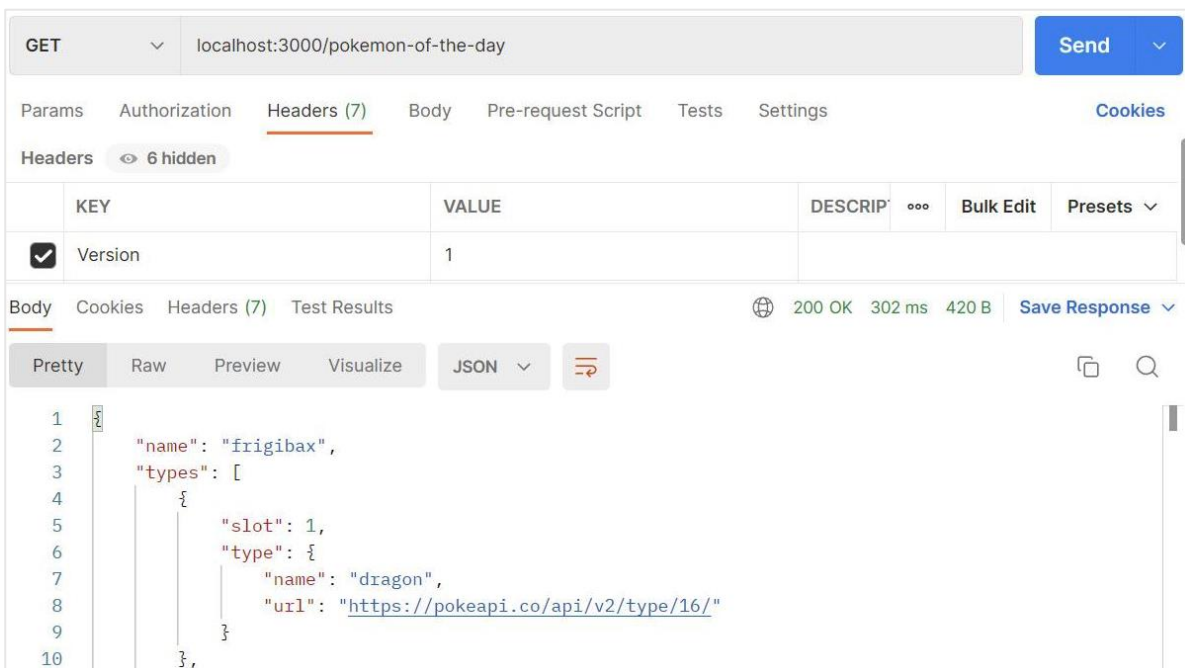 GET localhost:3000/pokemon-of-the-day Send
Params Authorization Headers (7) Body Pre-request Script Tests Settings Cookies
Headers 6 hidden
KEY VALUE DESCRIP Bulk Edit Presets
Version 1
Body Cookies Headers (7) Test Results 200 OK 302 ms 420 B Save Response
Pretty Raw Preview Visualize JSON
1 {
2 "name": "frigibax",
3 "types": [
4 {
5 "slot": 1,
6 "type": {
7 "name": "dragon",
8 "url": "https://pokeapi.co/api/v2/type/16/"
9 }
10 },